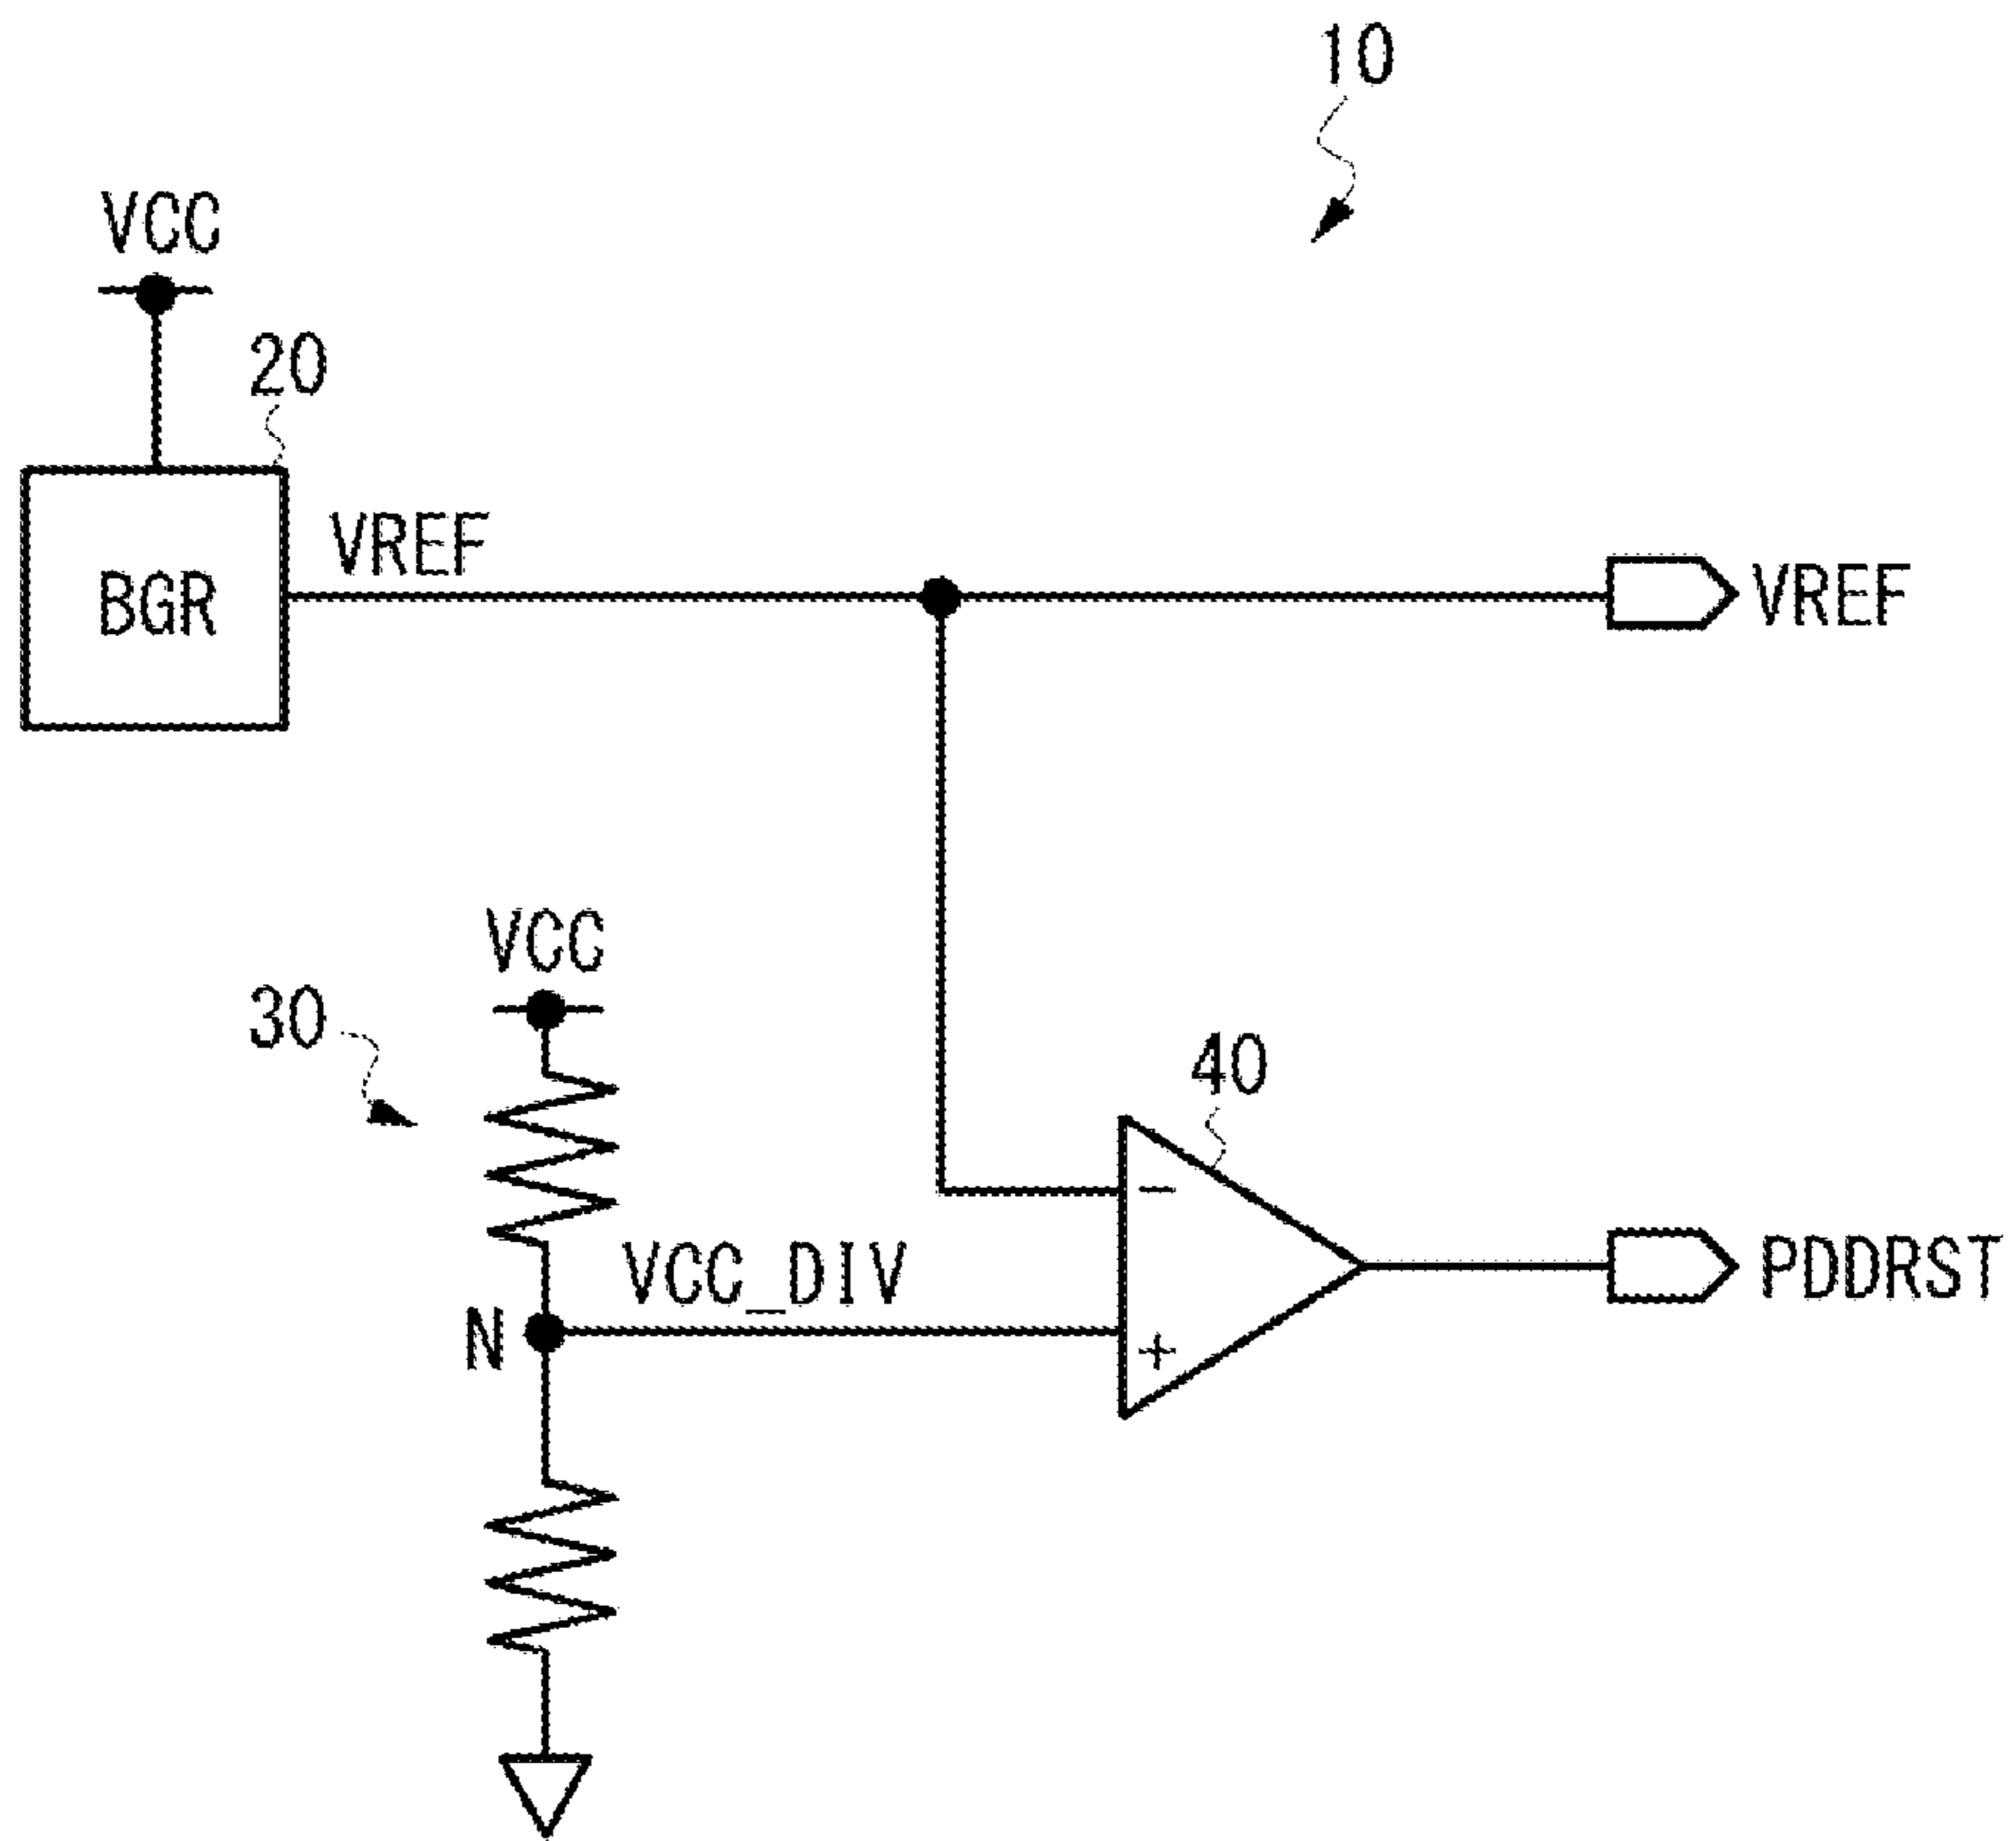 10
VCC
20
BGR
VREF
VREF
VCC
30
40
-
VCC_DIV
N
+
PDDRST